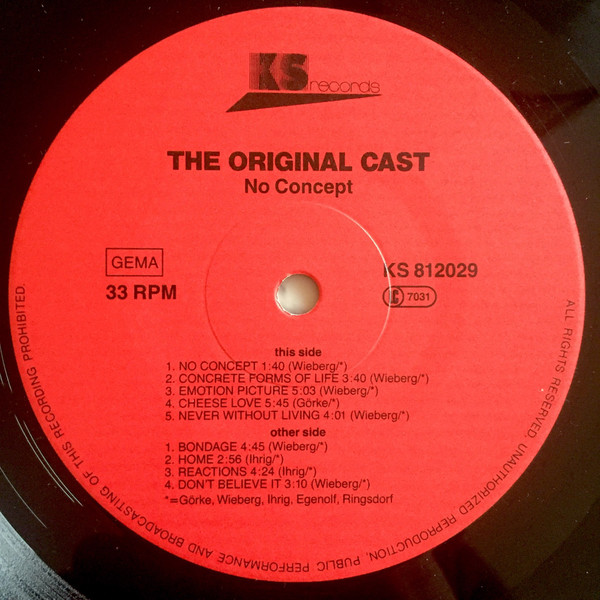 KS records
THE ORIGINAL CAST
No Concept
GEMA
KS 812029
33 RPM
LC 7031
this side
1. NO CONCEPT 1:40 (Wieberg/*)
2. CONCRETE FORMS OF LIFE 3:40 (Wieberg/*)
3. EMOTION PICTURE 5:03 (Wieberg/*)
4. CHEESE LOVE 5:45 (Görke/*)
5. NEVER WITHOUT LIVING 4:01 (Wieberg/*)
other side
1. BONDAGE 4:45 (Wieberg/*)
2. HOME 2:56 (Ihrig/*)
3. REACTIONS 4:24 (Ihrig/*)
4. DON'T BELIEVE IT 3:10 (Wieberg/*)
*=Görke, Wieberg, Ihrig, Egenolf, Ringsdorf
ALL RIGHTS RESERVED. UNAUTHORIZED REPRODUCTION, PUBLIC PERFORMANCE AND BROADCASTING OF THIS RECORDING PROHIBITED.